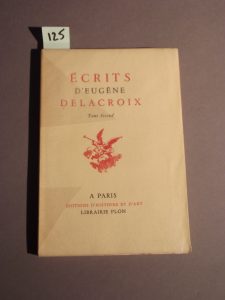 125
ÉCRITS
D'EUGÈNE
DELACROIX
Tome Second
A PARIS
ÉDITIONS D'HISTOIRE ET D'ART
LIBRAIRIE PLON